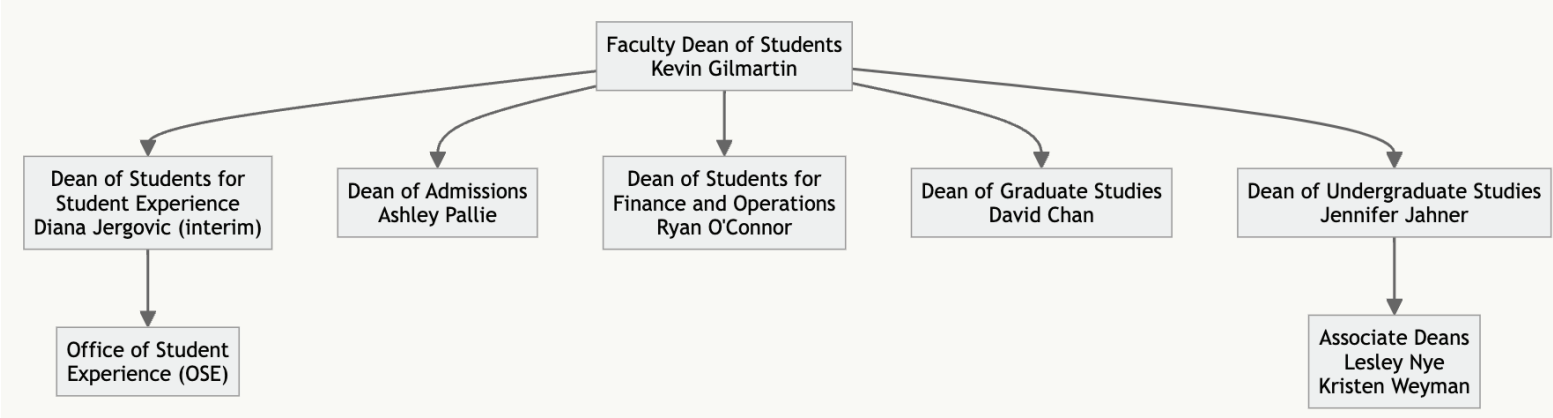 Faculty Dean of Students
Kevin Gilmartin
Dean of Students for
Student Experience
Diana Jergovic (interim)
Dean of Admissions
Ashley Pallie
Dean of Students for
Finance and Operations
Ryan O'Connor
Dean of Graduate Studies
David Chan
Dean of Undergraduate Studies
Jennifer Jahner
Office of Student
Experience (OSE)
Associate Deans
Lesley Nye
Kristen Weyman